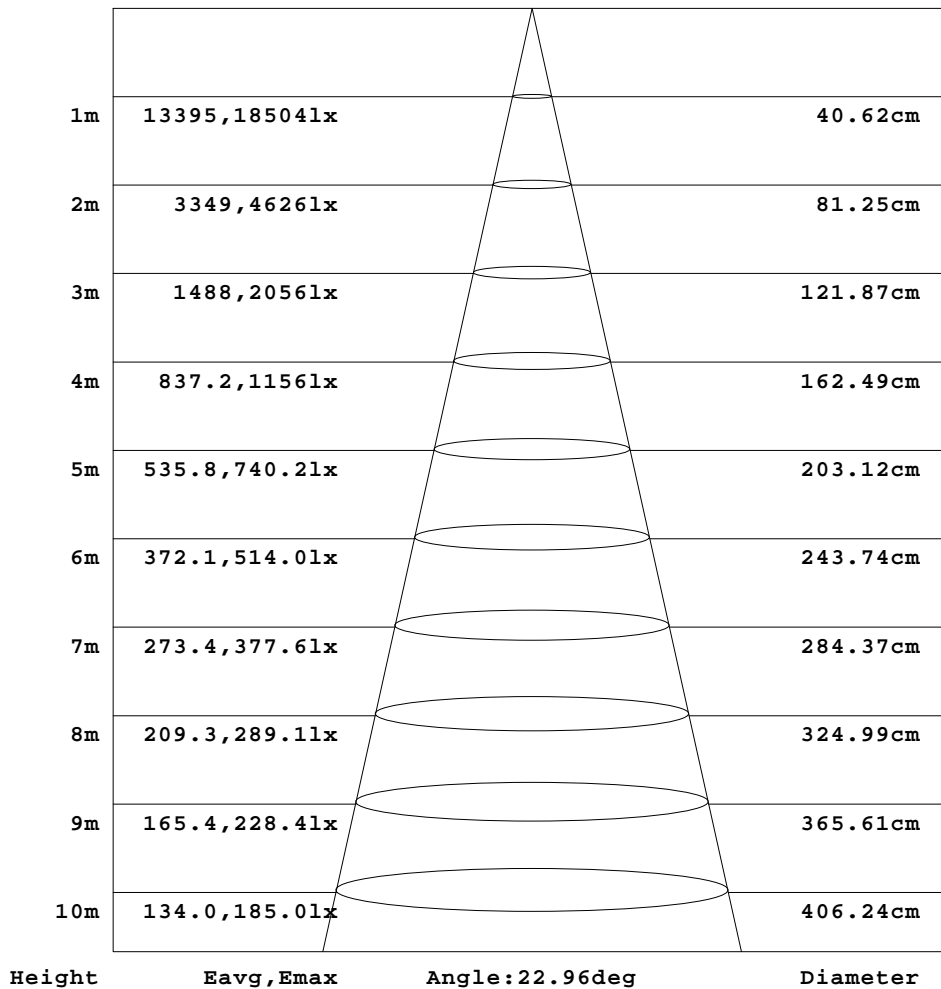 1m 13395,18504lx 40.62cm
2m 3349,4626lx 81.25cm
3m 1488,2056lx 121.87cm
4m 837.2,1156lx 162.49cm
5m 535.8,740.2lx 203.12cm
6m 372.1,514.0lx 243.74cm
7m 273.4,377.6lx 284.37cm
8m 209.3,289.1lx 324.99cm
9m 165.4,228.4lx 365.61cm
10m 134.0,185.0lx 406.24cm
Height Eavg,Emax Angle:22.96deg Diameter